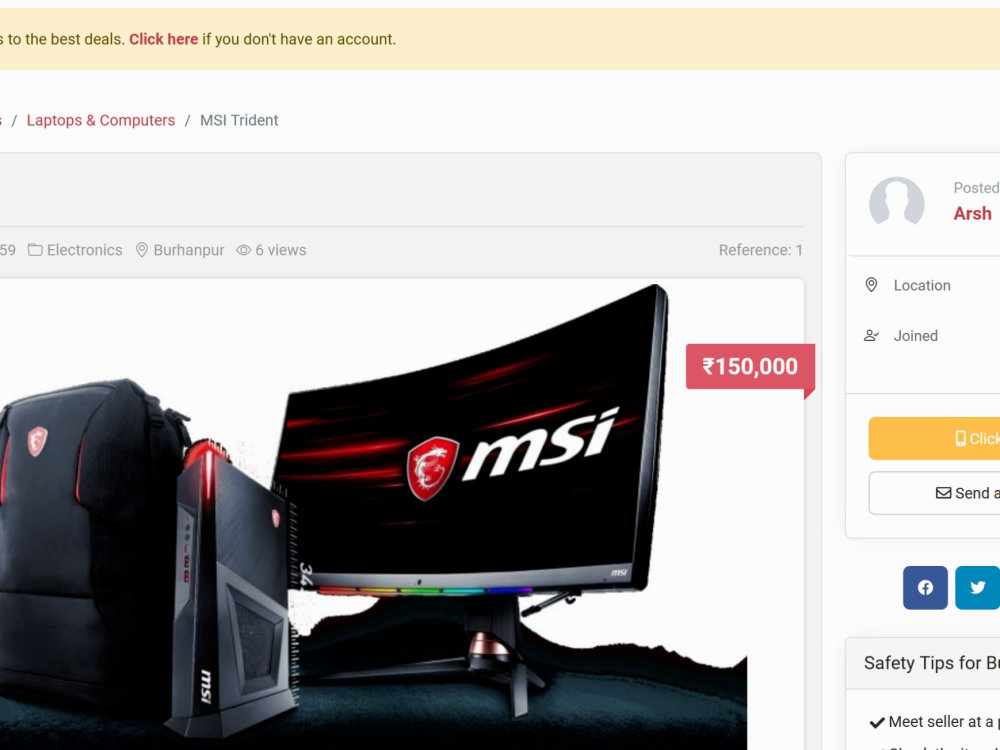 s to the best deals. Click here if you don't have an account.
s / Laptops & Computers / MSI Trident
59 Electronics Burhanpur 6 views Reference: 1
Posted
Arsh
Location
Joined
₹150,000
msi
34
msi
msi
Click
Send a
Safety Tips for Bu
Meet seller at a p